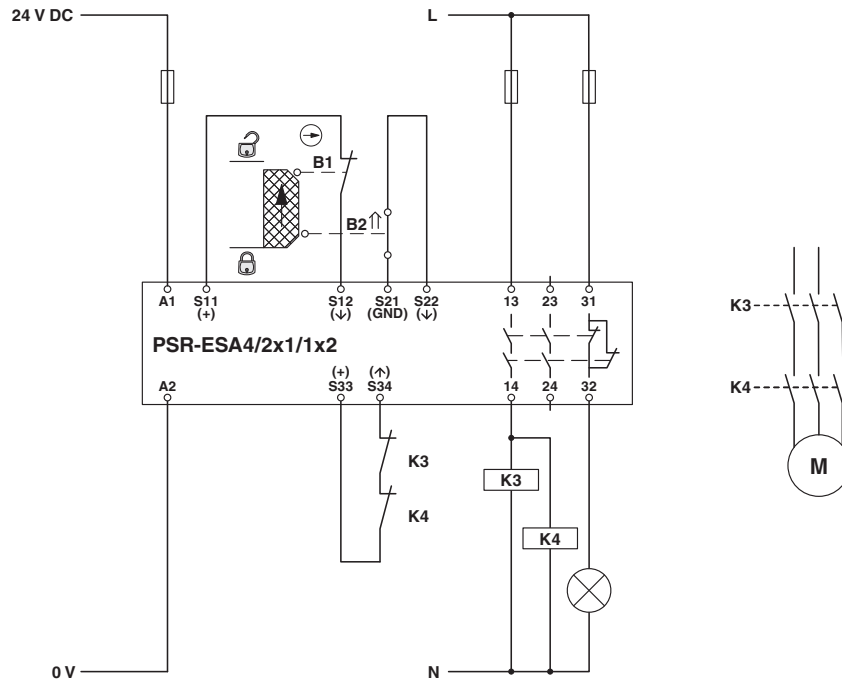 24 V DC
L
B1
B2
A1
S11
(+)
S12
(↓)
S21
(GND)
S22
(↓)
13
23
31
PSR-ESA4/2x1/1x2
A2
(+)
S33
(↑)
S34
14
24
32
K3
K4
K3
K4
0 V
N
K3
K4
M